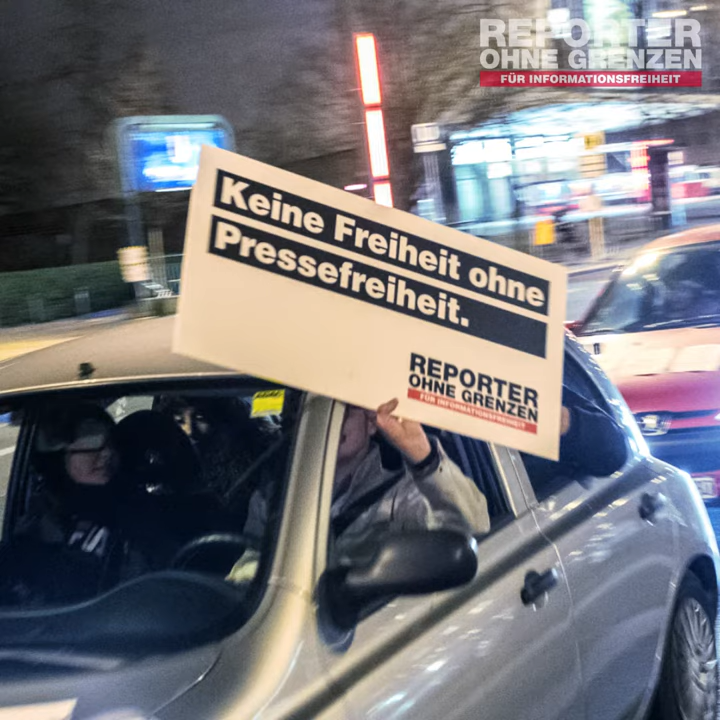 REPORTER
OHNE GRENZEN
FÜR INFORMATIONSFREIHEIT
Keine Freiheit ohne
Pressefreiheit.
REPORTER
OHNE GRENZEN
FÜR INFORMATIONSFREIHEIT